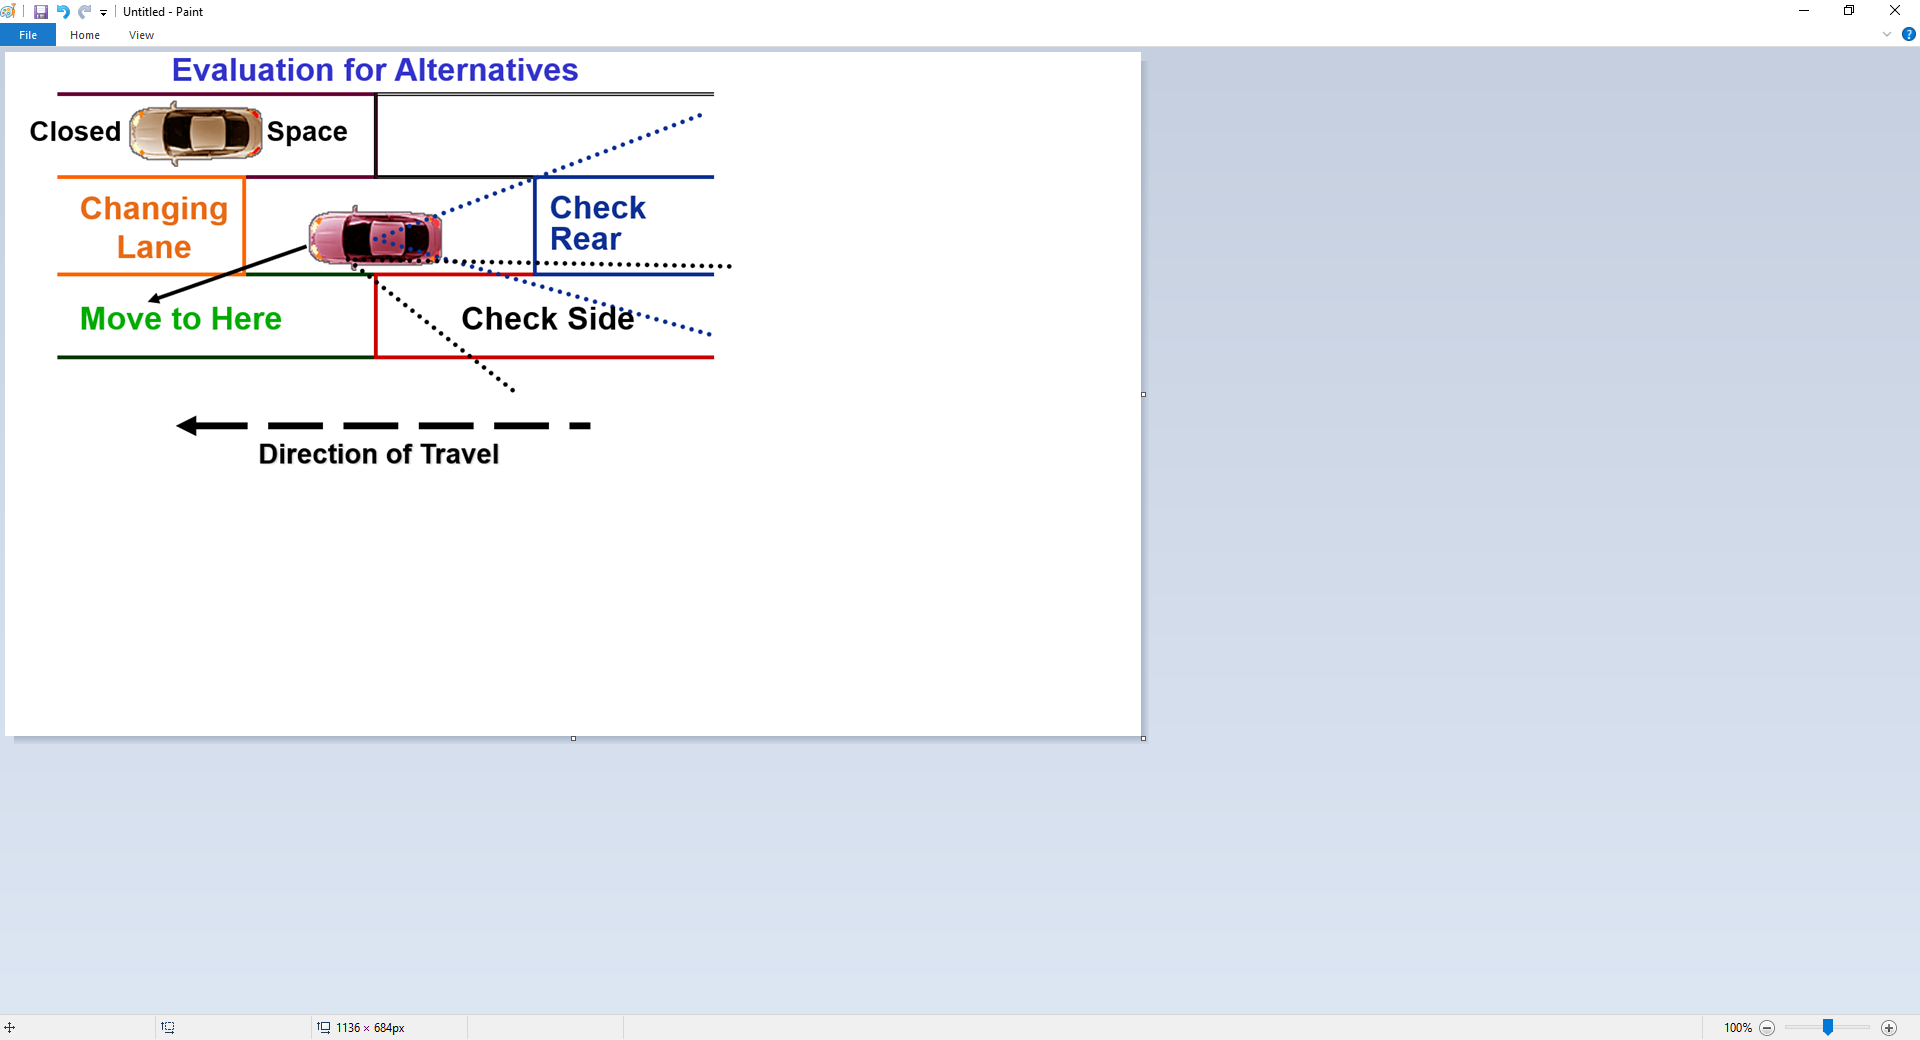 Untitled - Paint
File Home View
Evaluation for Alternatives
Closed Space
Changing
Lane
Check
Rear
Move to Here
Check Side
Direction of Travel
1136 × 684px
100%